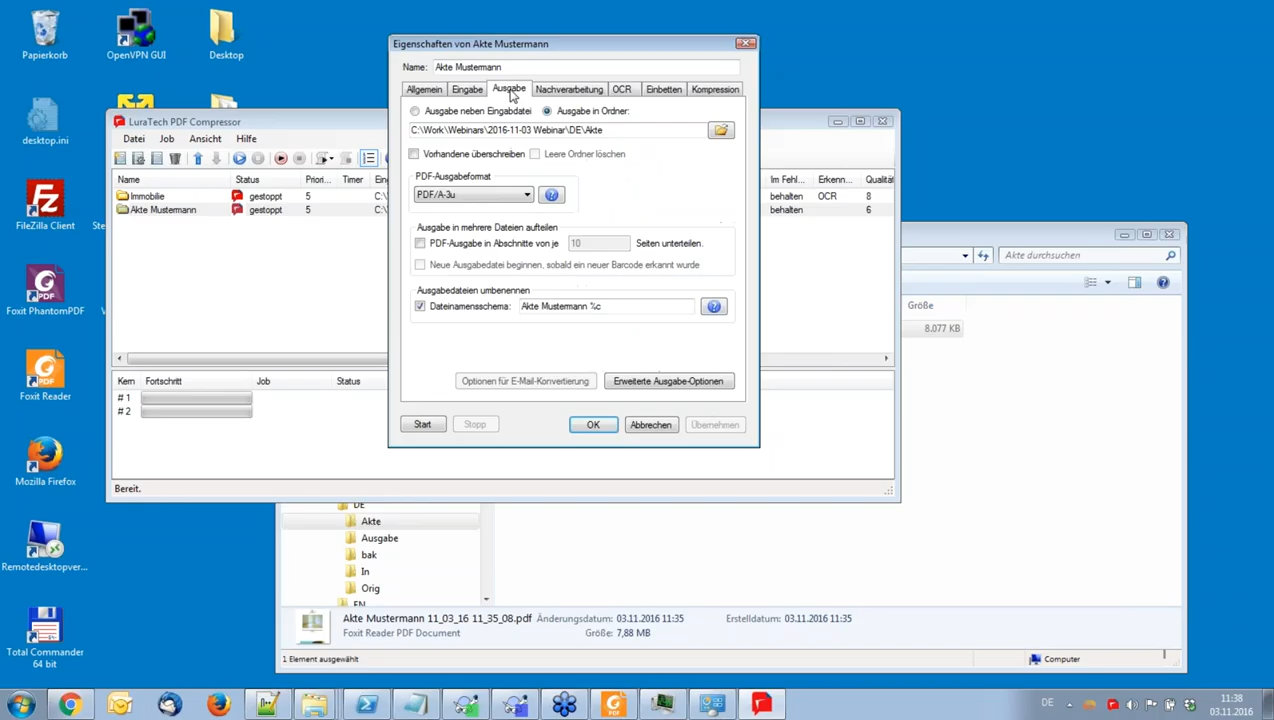 Papierkorb
OpenVPN GUI
Desktop
desktop.ini
FileZilla Client
Foxit PhantomPDF
Foxit Reader
Mozilla Firefox
Remotedesktopver...
Total Commander
64 bit
Eigenschaften von Akte Mustermann
Name: Akte Mustermann
Allgemein Eingabe Ausgabe Nachverarbeitung OCR Einbetten Kompression
Ausgabe neben Eingabdatei Ausgabe in Ordner:
C:\Work\Webinars\2016-11-03 Webinar\DE\Akte
Vorhandene überschreiben Leere Ordner löschen
PDF-Ausgabeformat
PDF/A-3u
Ausgabe in mehrere Dateien aufteilen
PDF-Ausgabe in Abschnitte von je 10 Seiten unterteilen.
Neue Ausgabedatei beginnen, sobald ein neuer Barcode erkannt wurde
Ausgabedateien umbenennen
Dateinamensschema: Akte Mustermann %c
Optionen für E-Mail-Konvertierung Erweiterte Ausgabe-Optionen
Start Stopp OK Abbrechen Übernehmen
LuraTech PDF Compressor
Datei Job Ansicht Hilfe
Name Status Priori... Timer Im Fehl... Erkenn... Qualität
Immobilie gestoppt 5 C:\ behalten OCR 8
Akte Mustermann gestoppt 5 C:\ behalten 6
Kern Fortschritt Job Status
# 1
# 2
Bereit.
Akte durchsuchen
Größe
8.077 KB
DE
Akte
Ausgabe
bak
In
Orig
EN
Akte Mustermann 11_03_16 11_35_08.pdf Änderungsdatum: 03.11.2016 11:35 Erstelldatum: 03.11.2016 11:35
Foxit Reader PDF Document Größe: 7,88 MB
1 Element ausgewählt Computer
DE 11:38
03.11.2016